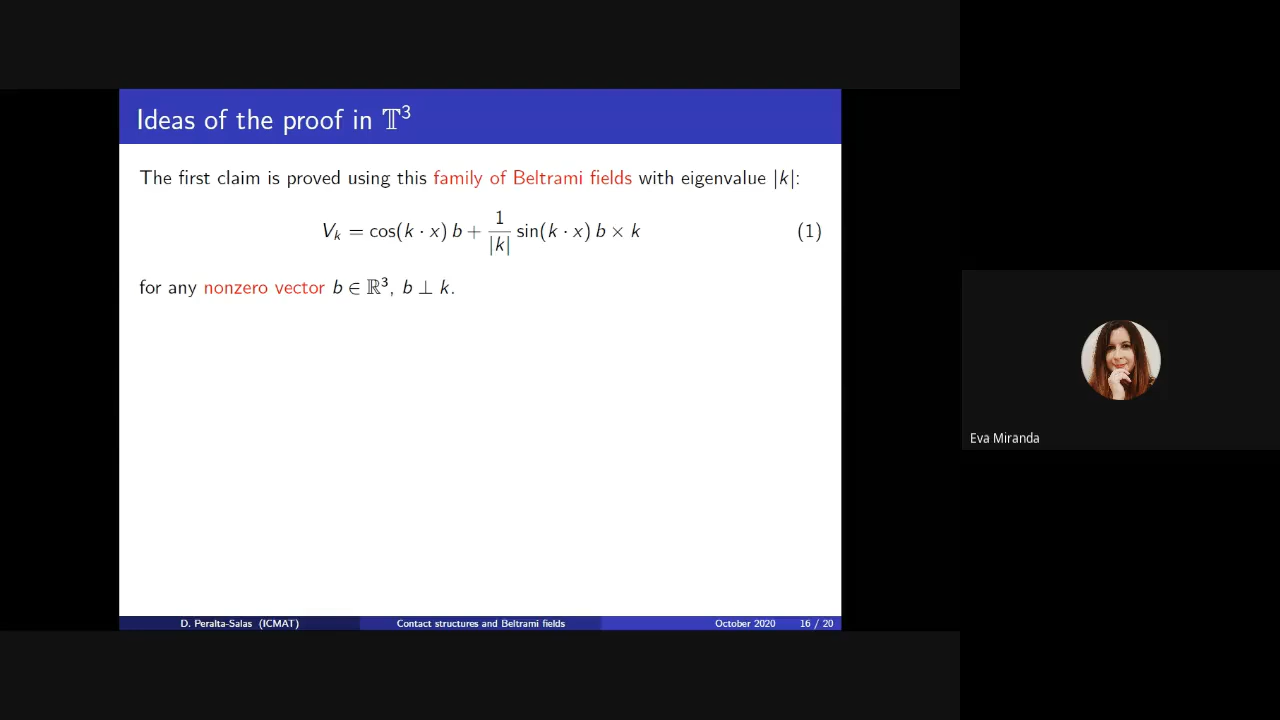 Ideas of the proof in 𝕋³
The first claim is proved using this family of Beltrami fields with eigenvalue |k|:
V_k = cos(k · x) b + 1/|k| sin(k · x) b × k (1)
for any nonzero vector b ∈ ℝ³, b ⊥ k.
Eva Miranda
D. Peralta-Salas (ICMAT) Contact structures and Beltrami fields October 2020 16 / 20